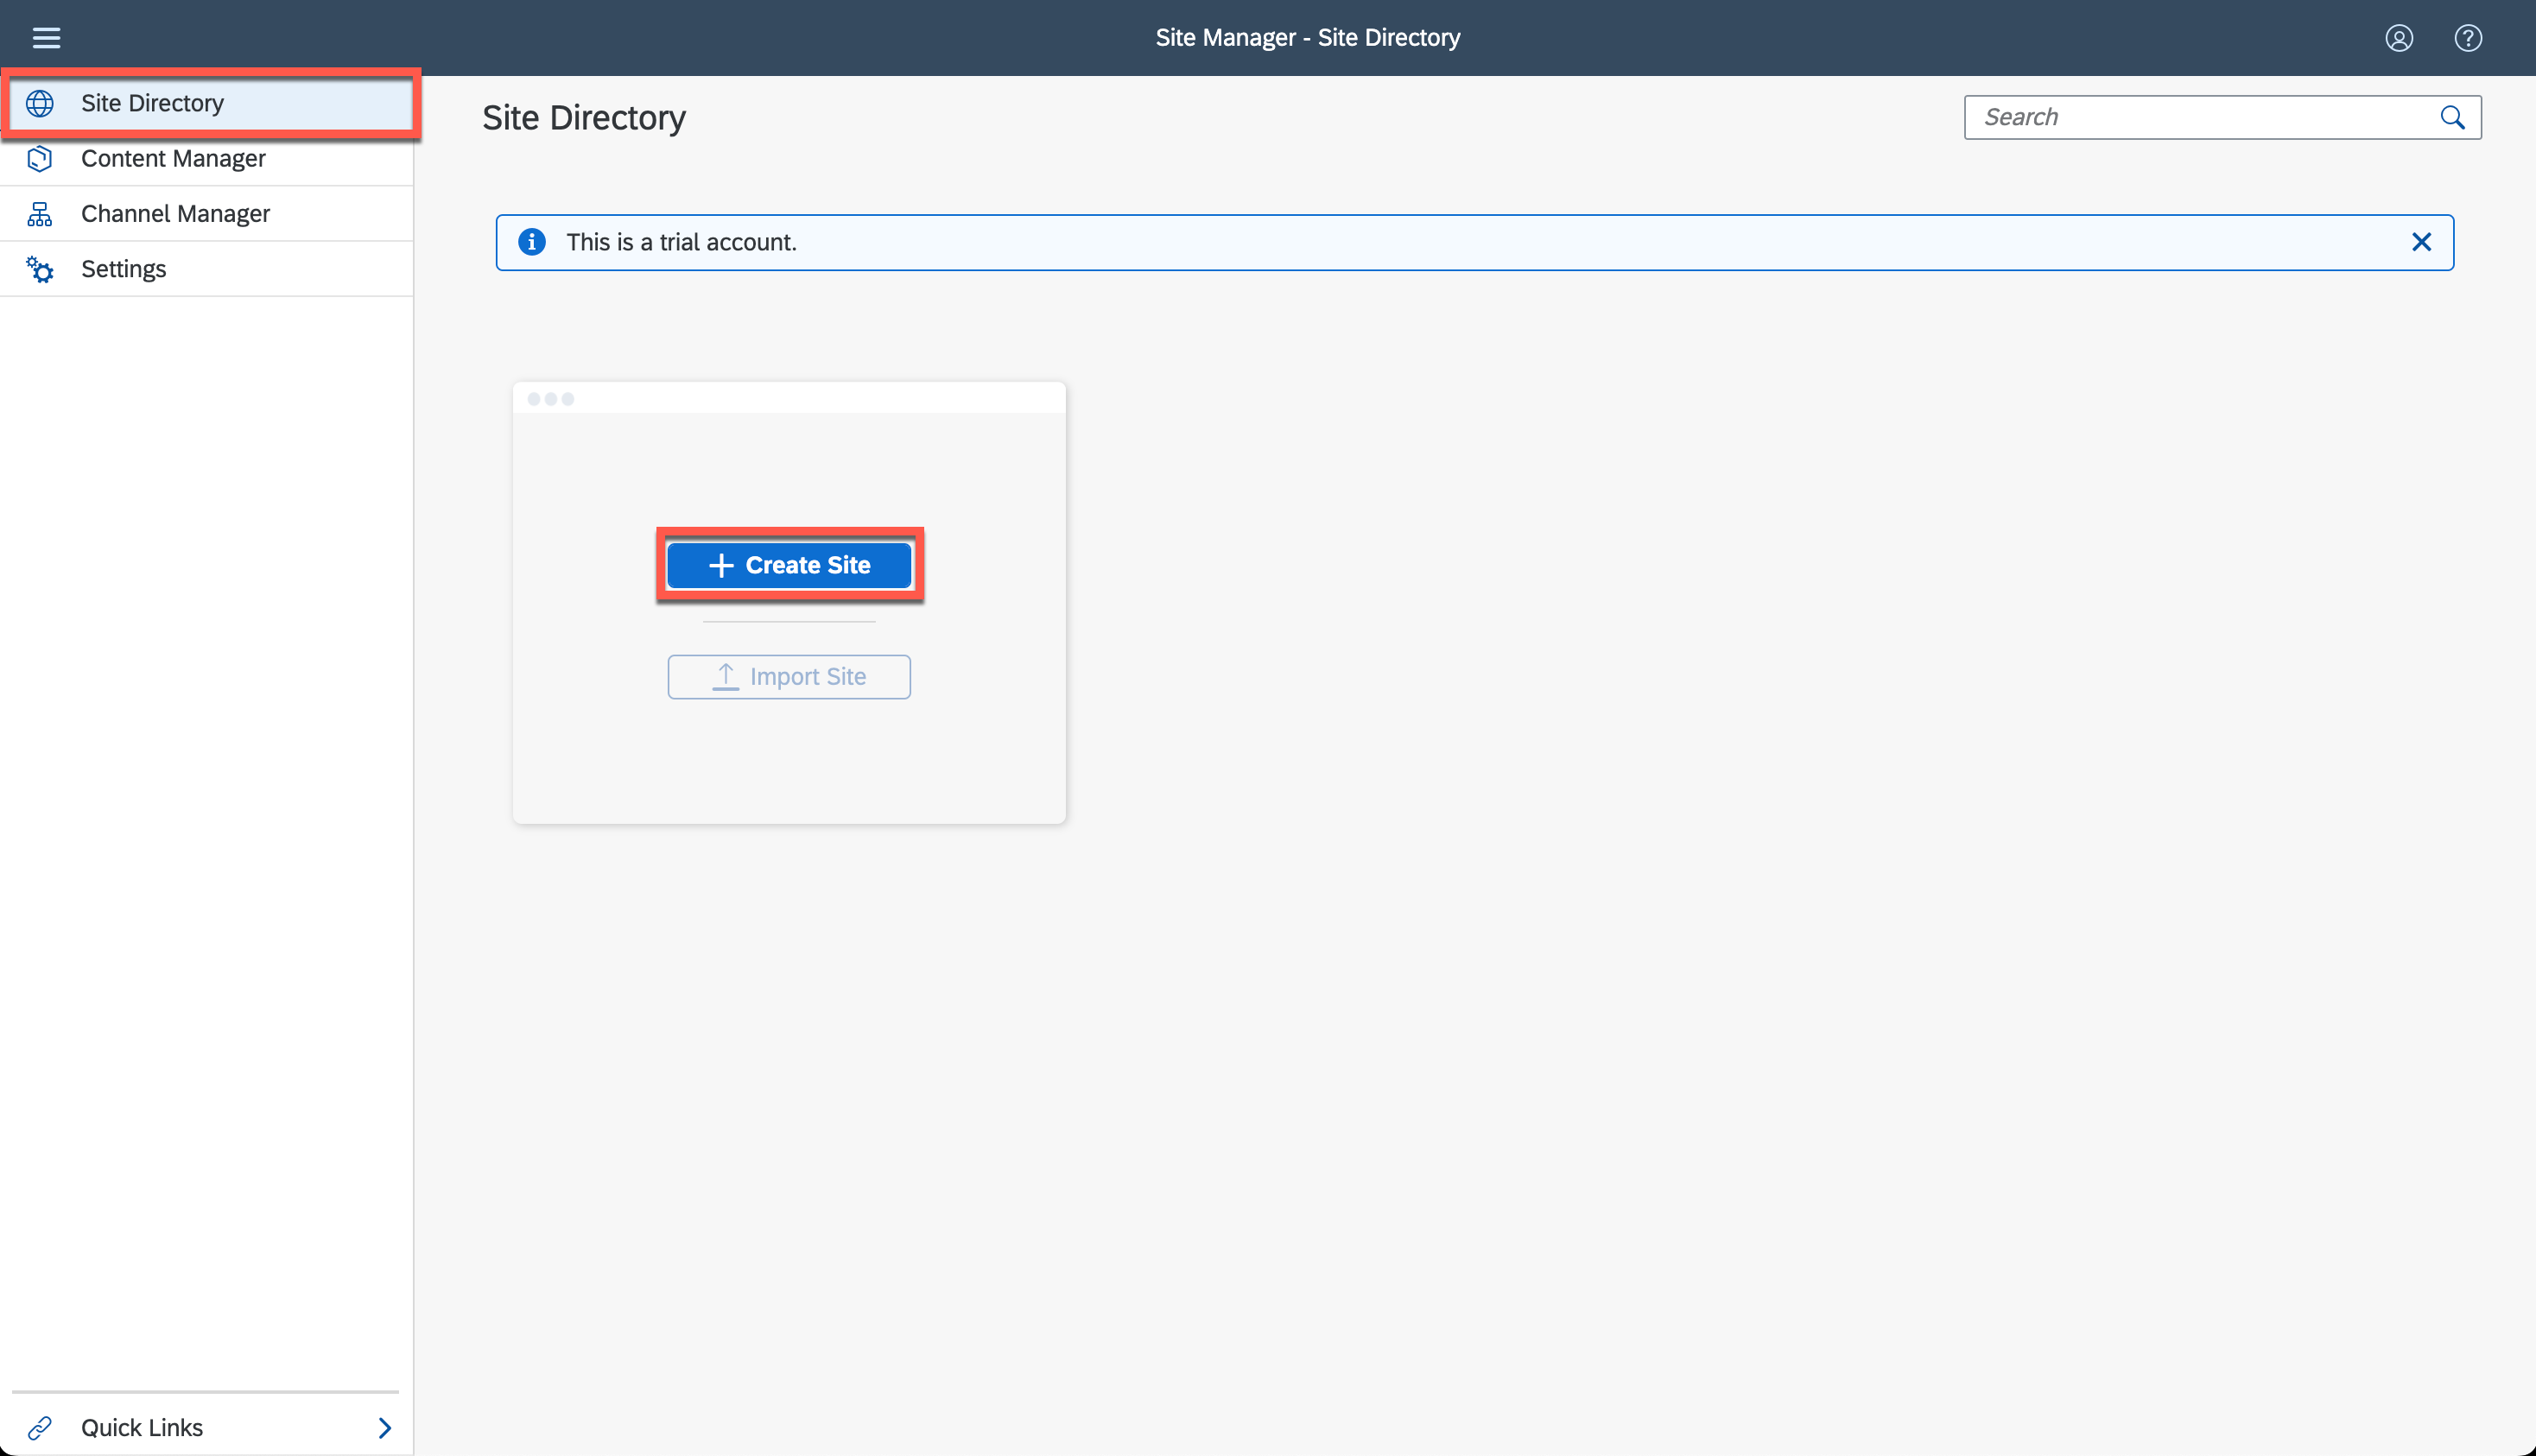 Site Manager - Site Directory
Site Directory
Content Manager
Channel Manager
Settings
Site Directory
Search
This is a trial account.
Create Site
Import Site
Quick Links